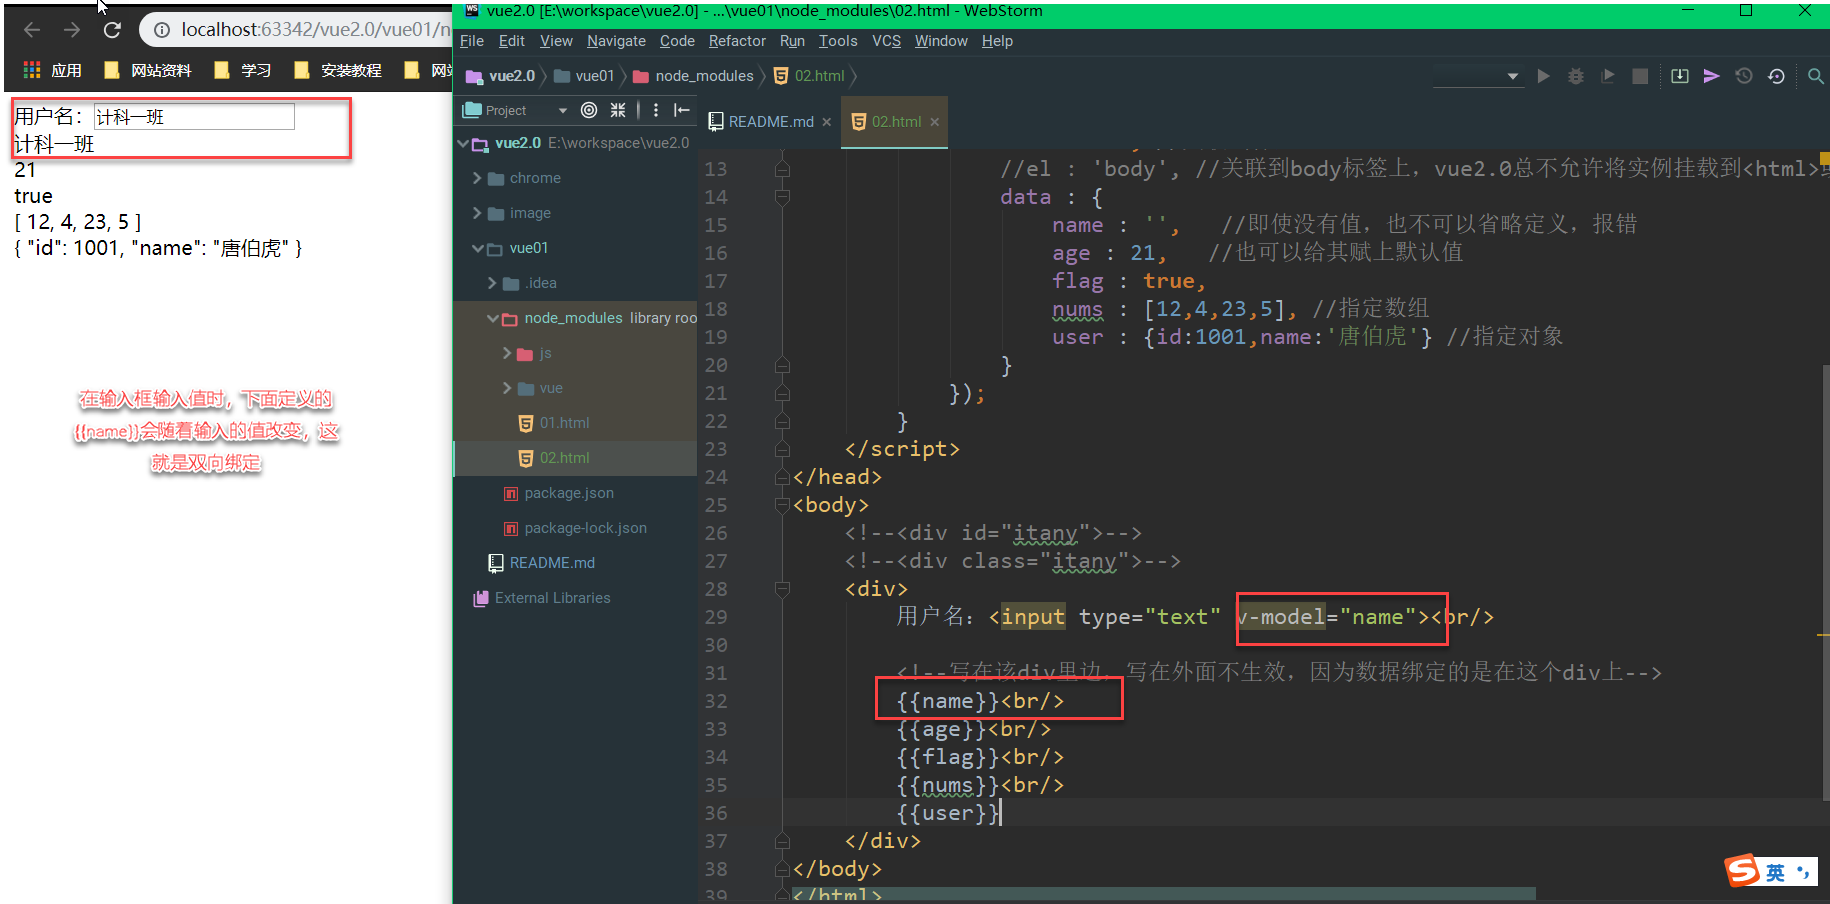 localhost:63342/vue2.0/vue01/n
应用
网站资料
学习
安装教程
网站
用户名：计科一班
计科一班
21
true
[ 12, 4, 23, 5 ]
{ "id": 1001, "name": "唐伯虎" }
在输入框输入值时，下面定义的
{{name}}会随着输入的值改变，这
就是双向绑定
WS
vue2.0 [E:\workspace\vue2.0] - ...\vue01\node_modules\02.html - WebStorm
File Edit View Navigate Code Refactor Run Tools VCS Window Help
vue2.0 vue01 node_modules 02.html
Project
README.md
02.html
vue2.0 E:\workspace\vue2.0
chrome
image
vue01
.idea
node_modules library roo
js
vue
01.html
02.html
package.json
package-lock.json
README.md
External Libraries
13 //el : 'body', //关联到body标签上，vue2.0总不允许将实例挂载到<html>
14 data : {
15 name : '', //即使没有值，也不可以省略定义，报错
16 age : 21, //也可以给其赋上默认值
17 flag : true,
18 nums : [12,4,23,5], //指定数组
19 user : {id:1001,name:'唐伯虎'} //指定对象
20 }
21 });
22 }
23 </script>
24 </head>
25 <body>
26 <!--<div id="itany">-->
27 <!--<div class="itany">-->
28 <div>
29 用户名：<input type="text" v-model="name"><br/>
30
31 <!--写在该div里边，写在外面不生效，因为数据绑定的是在这个div上-->
32 {{name}}<br/>
33 {{age}}<br/>
34 {{flag}}<br/>
35 {{nums}}<br/>
36 {{user}}
37 </div>
38 </body>
39 </html>
英